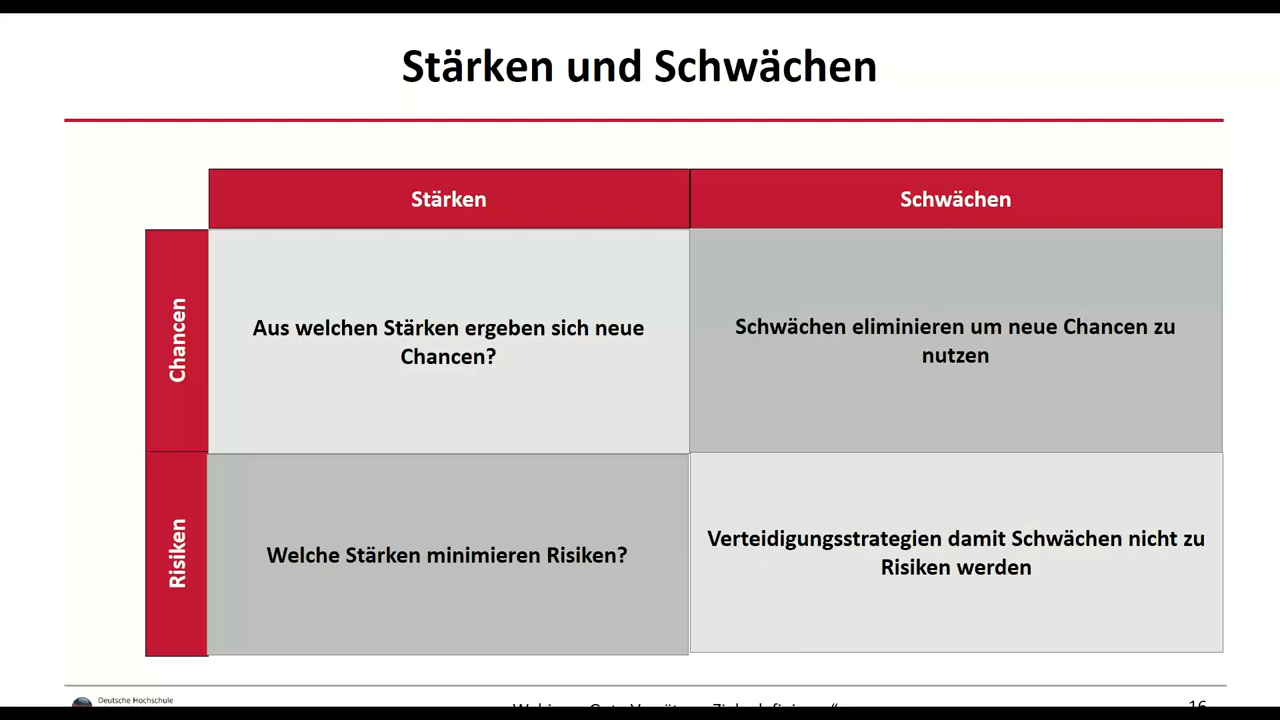 Stärken und Schwächen
Stärken
Schwächen
Chancen
Aus welchen Stärken ergeben sich neue
Chancen?
Schwächen eliminieren um neue Chancen zu
nutzen
Risiken
Welche Stärken minimieren Risiken?
Verteidigungsstrategien damit Schwächen nicht zu
Risiken werden
Deutsche Hochschule
16